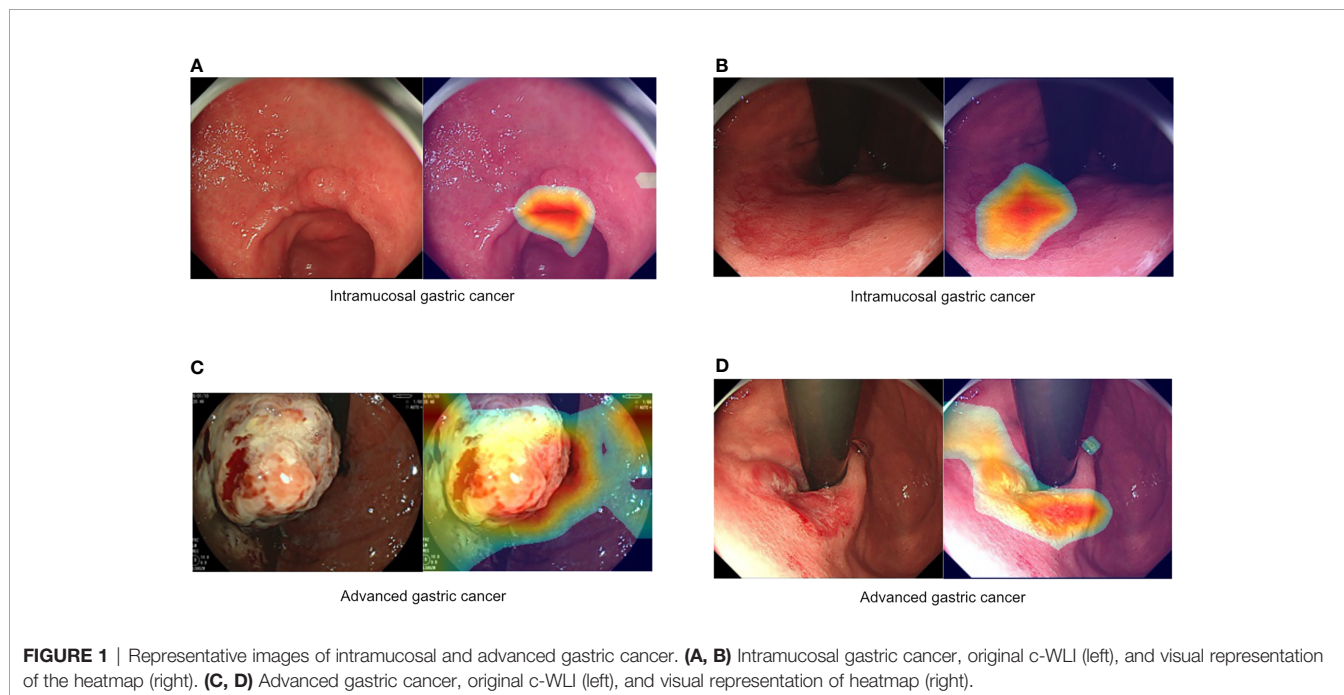 A
B
Intramucosal gastric cancer
Intramucosal gastric cancer
C
D
Advanced gastric cancer
Advanced gastric cancer
FIGURE 1 | Representative images of intramucosal and advanced gastric cancer. (A, B) Intramucosal gastric cancer, original c-WLI (left), and visual representation
of the heatmap (right). (C, D) Advanced gastric cancer, original c-WLI (left), and visual representation of heatmap (right).